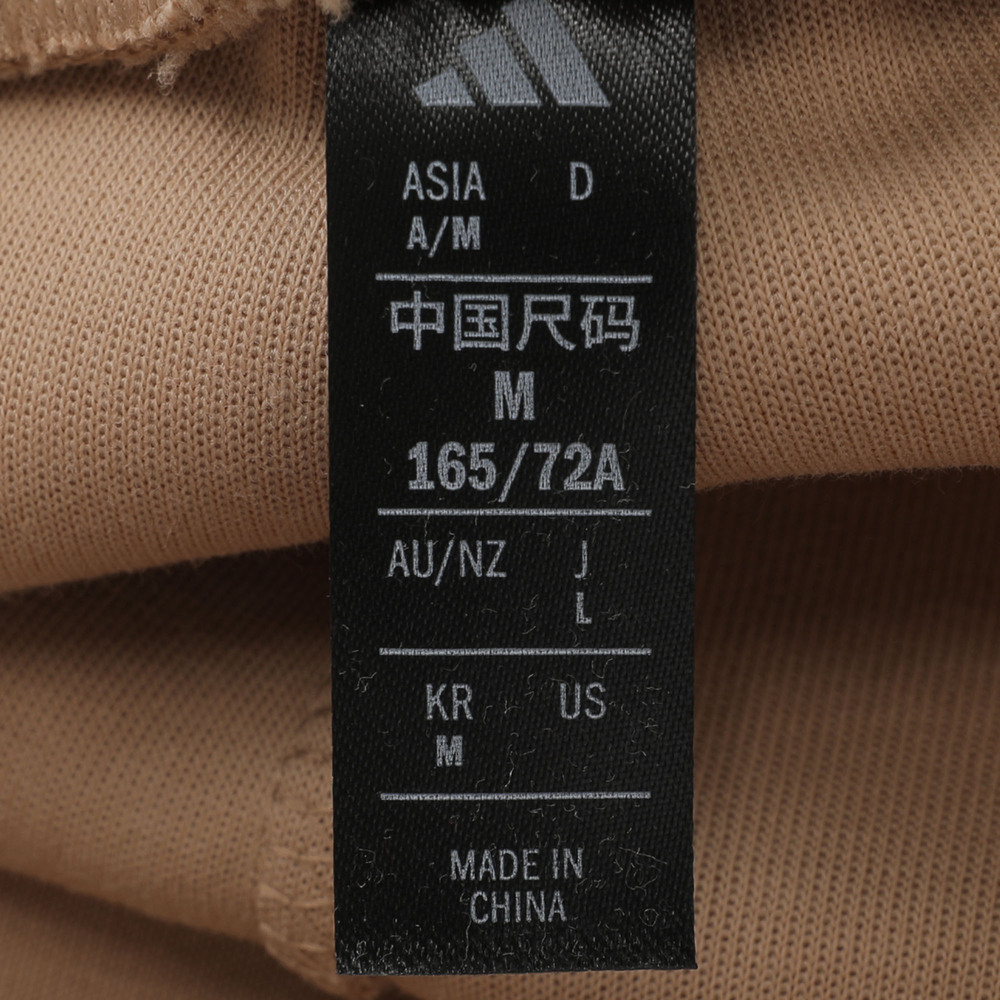 ASIA D
A/M
中国尺码
M
165/72A
AU/NZ J
L
KR US
M
MADE IN
CHINA